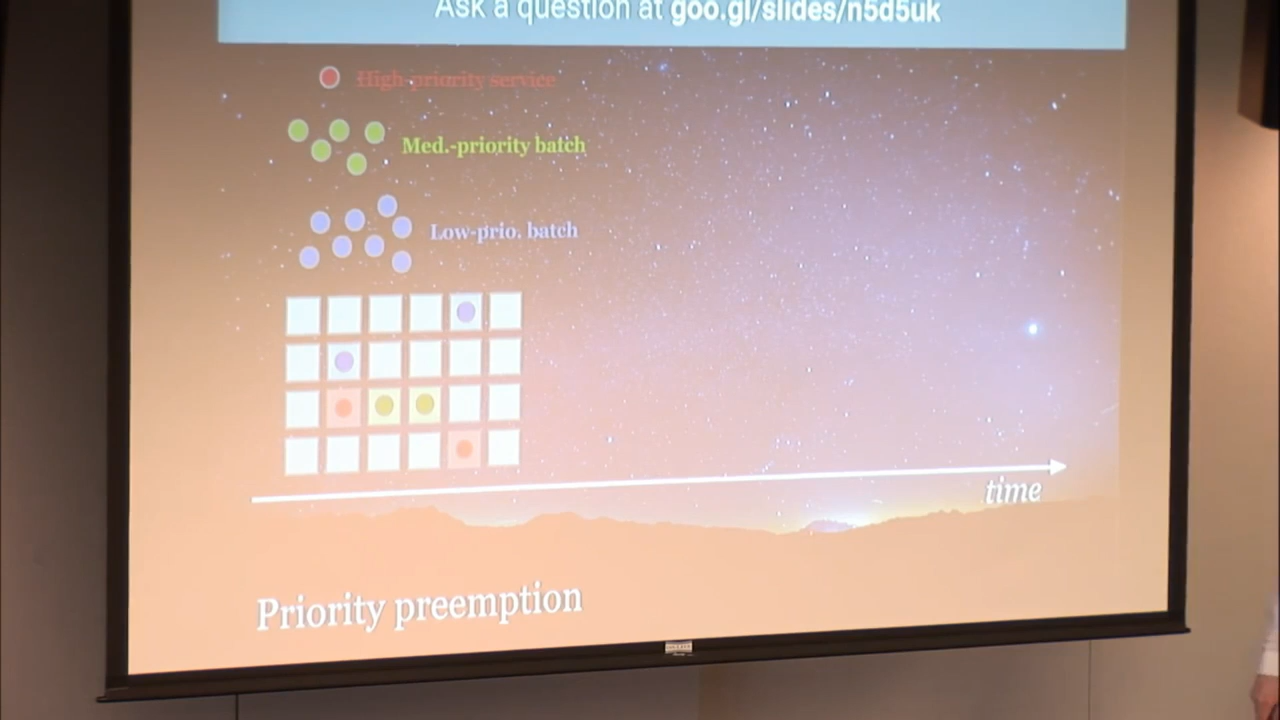 Ask a question at goo.gl/slides/n5d5uk
High-priority service
Med.-priority batch
Low-prio. batch
time
Priority preemption